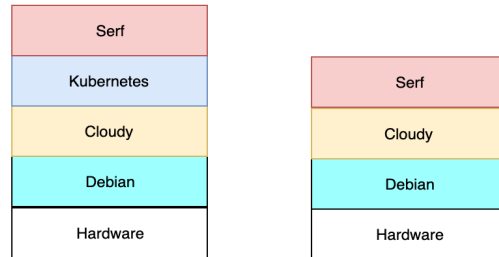 Serf
Kubernetes
Cloudy
Debian
Hardware
Serf
Cloudy
Debian
Hardware